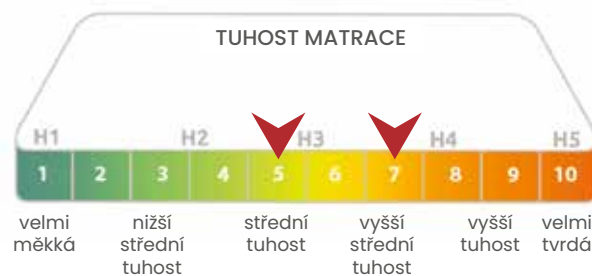 TUHOST MATRACE
H1 H2 H3 H4 H5
1 2 3 4 5 6 7 8 9 10
velmi měkká
nižší střední tuhost
střední tuhost
vyšší střední tuhost
vyšší tuhost
velmi tvrdá